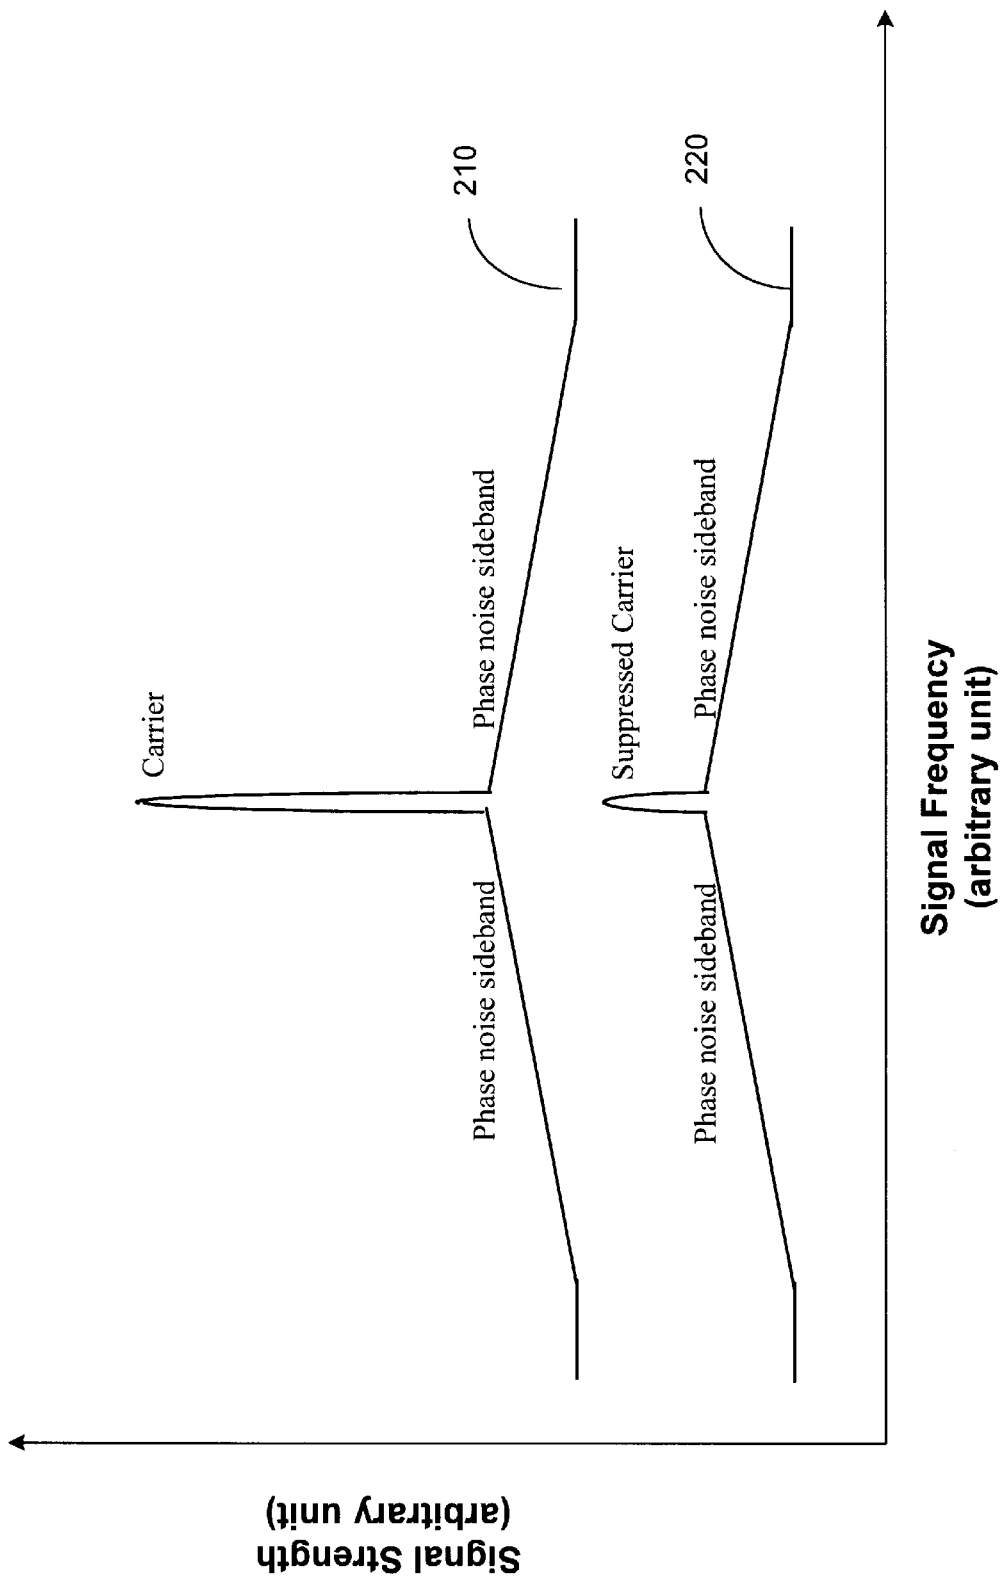 Carrier
210
Phase noise sideband
Phase noise sideband
Suppressed Carrier
220
Phase noise sideband
Phase noise sideband
Signal Strength
(arbitrary unit)
Signal Frequency
(arbitrary unit)